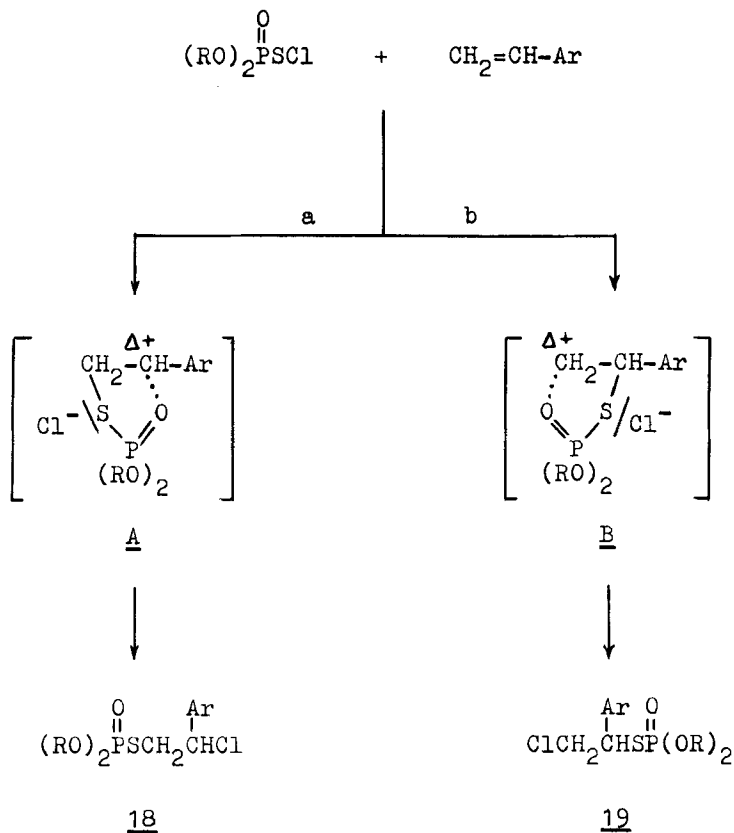 O
(RO)₂PSCl + CH₂=CH-Ar
a b
Δ+ Δ+
CH₂-CH-Ar CH₂-CH-Ar
Cl⁻ S O O S Cl⁻
P P
(RO)₂ (RO)₂
A B
O Ar Ar O
(RO)₂PSCH₂CHCl ClCH₂CHSP(OR)₂
18 19